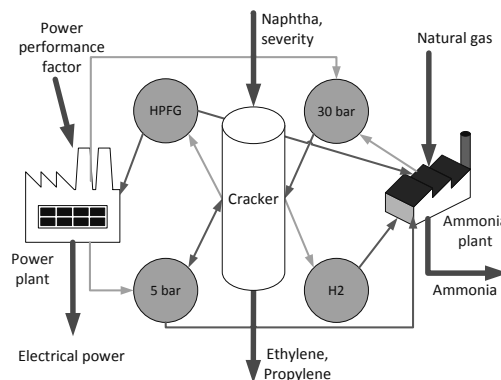 Power
performance
factor
Naphtha,
severity
Natural gas
HPFG
30 bar
Cracker
Power
plant
5 bar
H2
Ammonia
plant
Ammonia
Electrical power
Ethylene,
Propylene